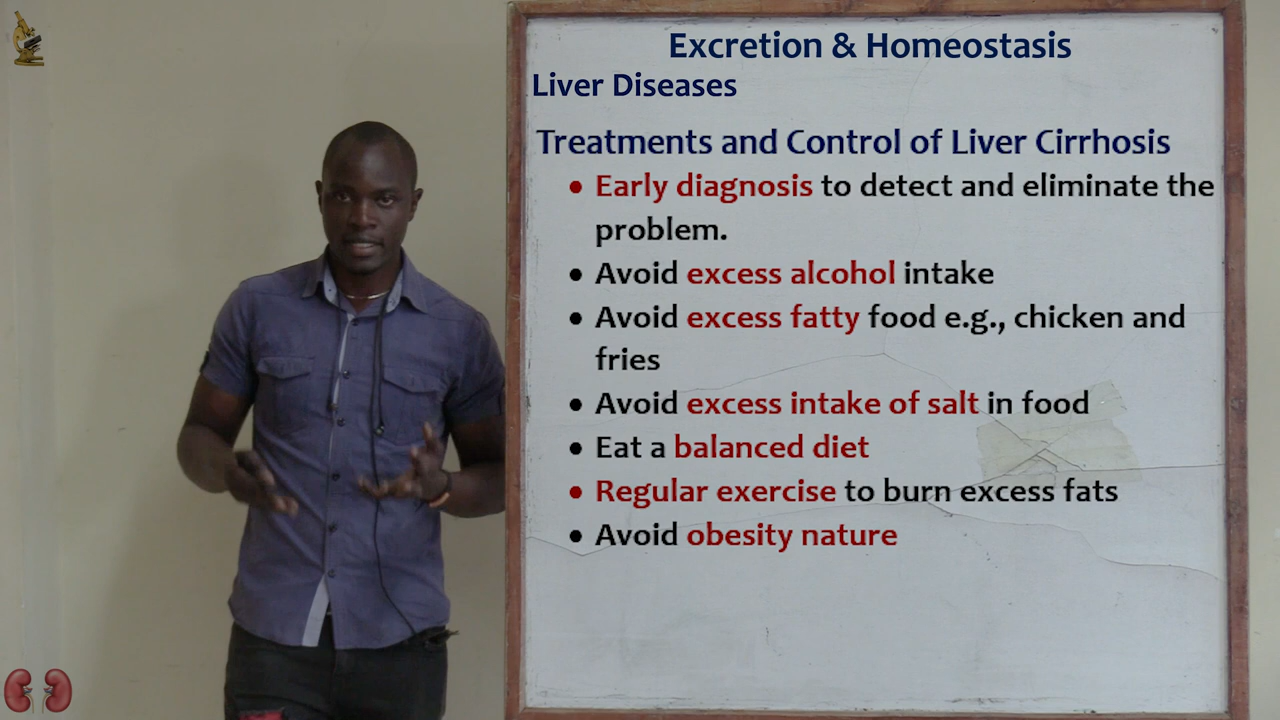 Excretion & Homeostasis
Liver Diseases
Treatments and Control of Liver Cirrhosis
• Early diagnosis to detect and eliminate the
problem.
• Avoid excess alcohol intake
• Avoid excess fatty food e.g., chicken and
fries
• Avoid excess intake of salt in food
• Eat a balanced diet
• Regular exercise to burn excess fats
• Avoid obesity nature